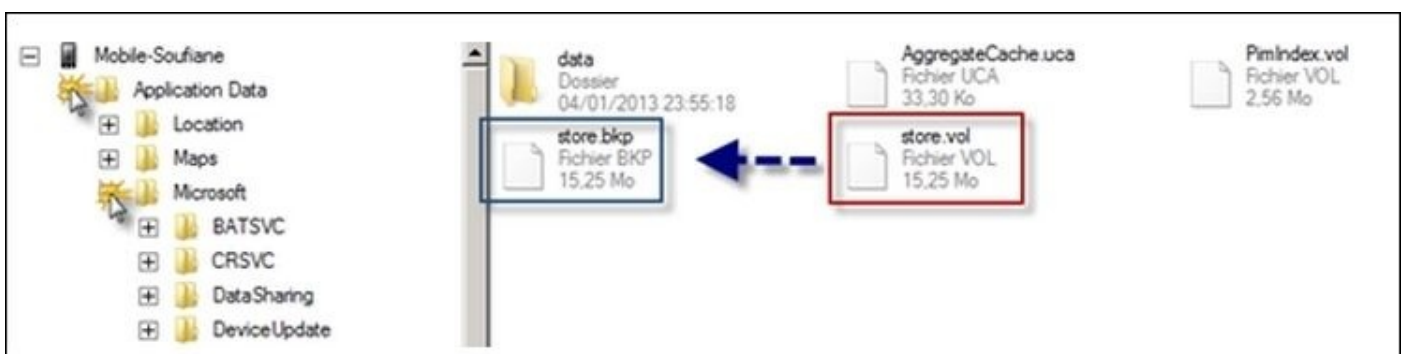 Mobile-Soufiane
Application Data
Location
Maps
Microsoft
BATSVC
CRSVC
DataSharing
DeviceUpdate
data
Dossier
04/01/2013 23:55:18
AggregateCache.uca
Fichier UCA
33,30 Ko
PimIndex.vol
Fichier VOL
2,56 Mo
store.bkp
Fichier BKP
15,25 Mo
store.vol
Fichier VOL
15,25 Mo